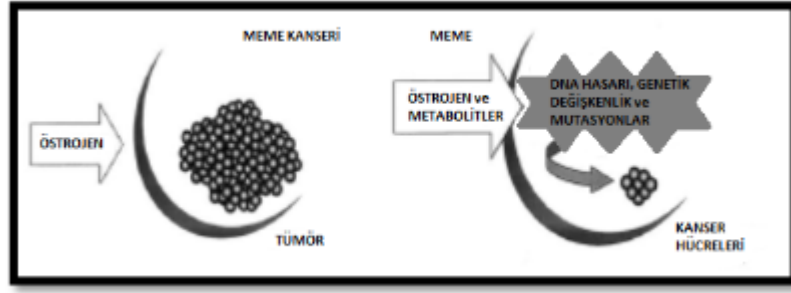 MEME KANSERİ
ÖSTROJEN
TÜMÖR
MEME
ÖSTROJEN ve
METABOLİTLER
DNA HASARI, GENETİK
DEĞİŞKENLİK ve
MUTASYONLAR
KANSER
HÜCRELERİ